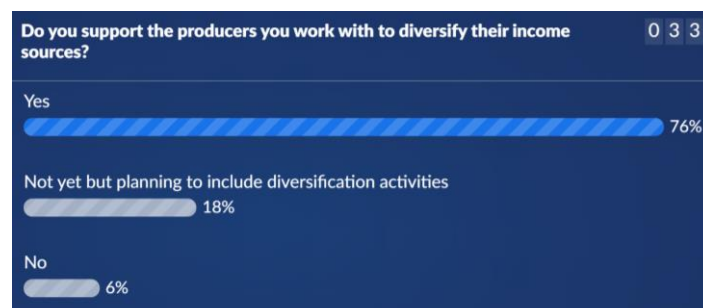 Do you support the producers you work with to diversify their income
sources?
0 3 3
Yes
76%
Not yet but planning to include diversification activities
18%
No
6%